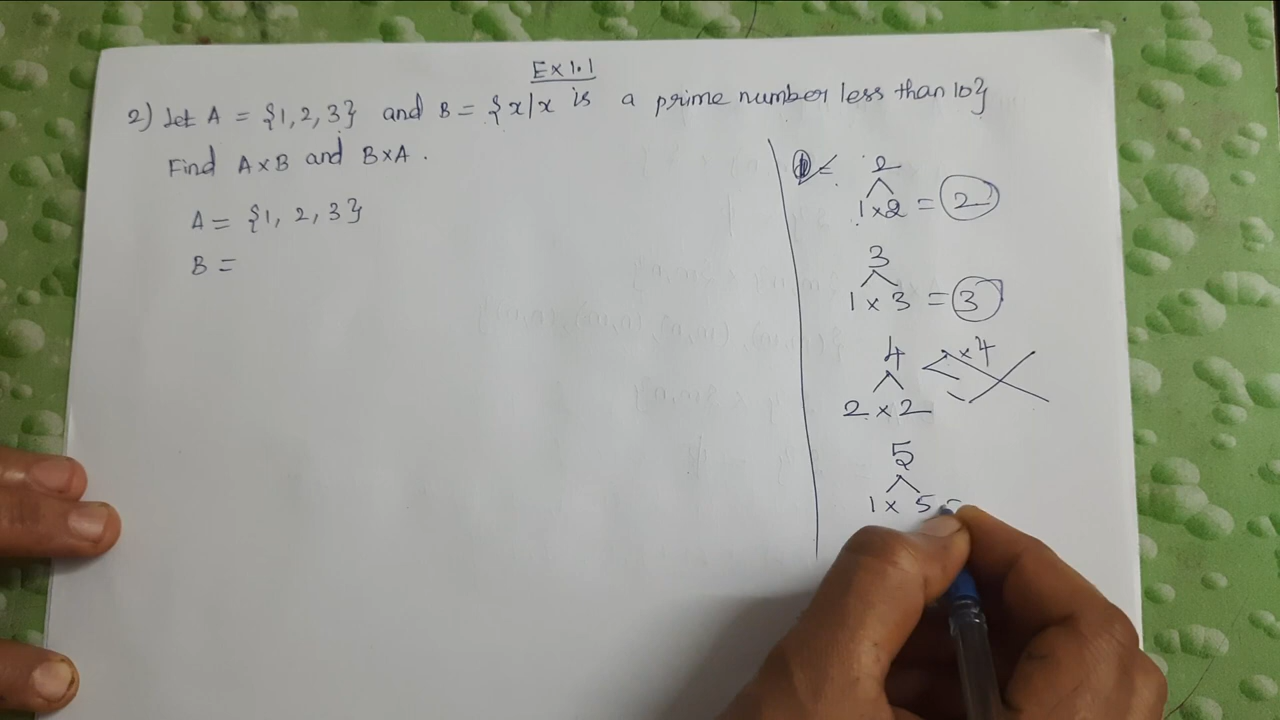 Ex 1.1
2) Let A = {1, 2, 3} and B = {x/x is a prime number less than 10}
Find A×B and B×A.
A = {1, 2, 3}
B =
2
1×2 = 2
3
1 × 3 = 3
4 ×4
2 × 2
5
1 × 5